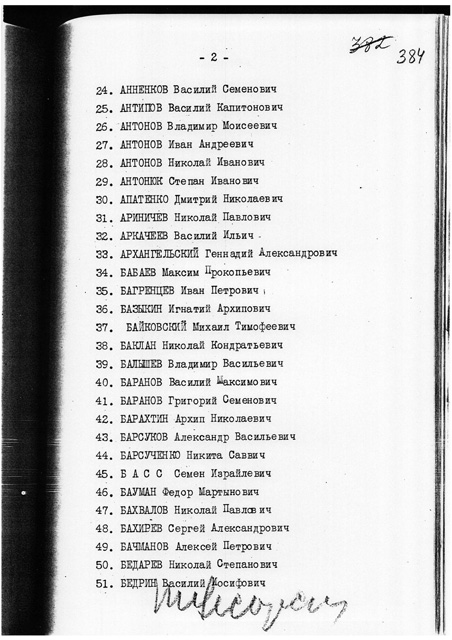 382
384
- 2 -
24. АННЕНКОВ Василий Семенович
25. АНТИПОВ Василий Капитонович
26. АНТОНОВ Владимир Моисеевич
27. АНТОНОВ Иван Андреевич
28. АНТОНОВ Николай Иванович
29. АНТОНЮК Степан Иванович
30. АПАТЕНКО Дмитрий Николаевич
31. АРИНИЧЕВ Николай Павлович
32. АРКАЧЕЕВ Василий Ильич
33. АРХАНГЕЛЬСКИЙ Геннадий Александрович
34. БАБАЕВ Максим Прокопьевич
35. БАГРЕНЦЕВ Иван Петрович
36. БАЗЫКИН Игнатий Архипович
37. БАЙКОВСКИЙ Михаил Тимофеевич
38. БАКЛАН Николай Кондратьевич
39. БАЛЫШЕВ Владимир Васильевич
40. БАРАНОВ Василий Максимович
41. БАРАНОВ Григорий Семенович
42. БАРАХТИН Архип Николаевич
43. БАРСУКОВ Александр Васильевич
44. БАРСУЧЕНКО Никита Саввич
45. Б А С С Семен Израйлевич
46. БАУМАН Федор Мартынович
47. БАХВАЛОВ Николай Павлович
48. БАХИРЕВ Сергей Александрович
49. БАЧМАНОВ Алексей Петрович
50. БЕДАРЕВ Николай Степанович
51. БЕДРИН Василий Иосифович